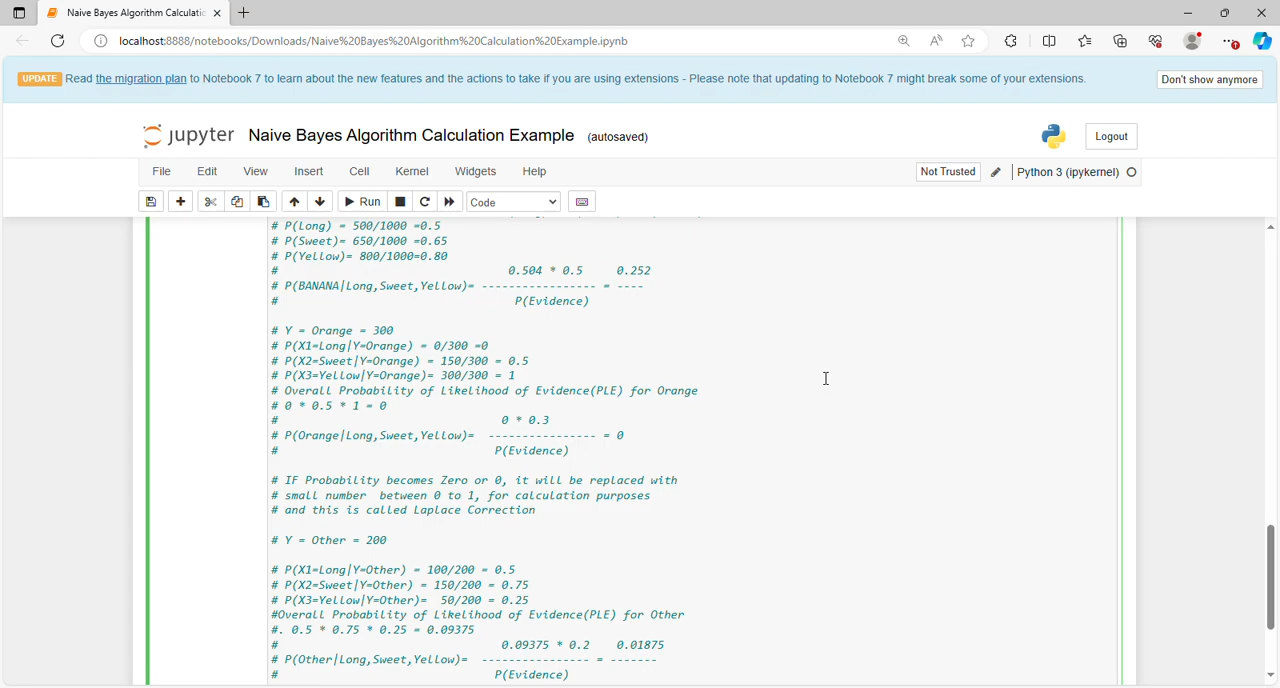 Naive Bayes Algorithm Calculatic
localhost:8888/notebooks/Downloads/Naive%20Bayes%20Algorithm%20Calculation%20Example.ipynb
UPDATE Read the migration plan to Notebook 7 to learn about the new features and the actions to take if you are using extensions - Please note that updating to Notebook 7 might break some of your extensions. Don't show anymore
jupyter Naive Bayes Algorithm Calculation Example (autosaved) Logout
File Edit View Insert Cell Kernel Widgets Help Not Trusted Python 3 (ipykernel)
Run Code
# P(Long) = 500/1000 =0.5
# P(Sweet)= 650/1000 =0.65
# P(Yellow)= 800/1000=0.80
# 0.504 * 0.5 0.252
# P(BANANA|Long,Sweet,Yellow)= ---------------- = ----
# P(Evidence)
# Y = Orange = 300
# P(X1=Long|Y=Orange) = 0/300 =0
# P(X2=Sweet|Y=Orange) = 150/300 = 0.5
# P(X3=Yellow|Y=Orange)= 300/300 = 1
# Overall Probability of Likelihood of Evidence(PLE) for Orange
# 0 * 0.5 * 1 = 0
# 0 * 0.3
# P(Orange|Long,Sweet,Yellow)= ---------------- = 0
# P(Evidence)
# IF Probability becomes Zero or 0, it will be replaced with
# small number between 0 to 1, for calculation purposes
# and this is called Laplace Correction
# Y = Other = 200
# P(X1=Long|Y=Other) = 100/200 = 0.5
# P(X2=Sweet|Y=Other) = 150/200 = 0.75
# P(X3=Yellow|Y=Other)= 50/200 = 0.25
#Overall Probability of Likelihood of Evidence(PLE) for Other
#. 0.5 * 0.75 * 0.25 = 0.09375
# 0.09375 * 0.2 0.01875
# P(Other|Long,Sweet,Yellow)= ---------------- = -------
# P(Evidence)